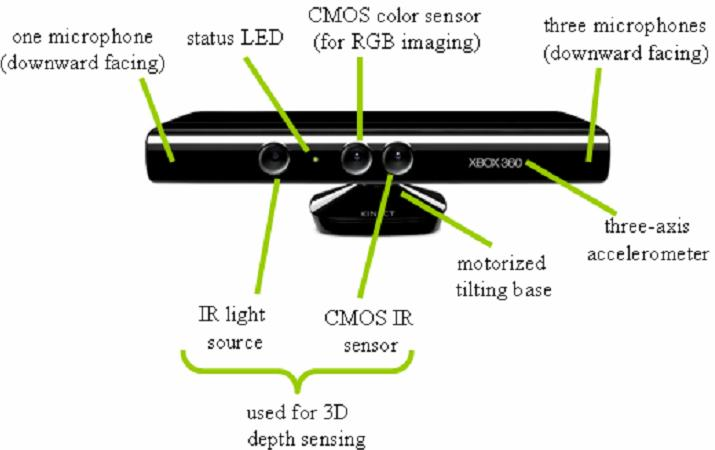 one microphone
(downward facing)
status LED
CMOS color sensor
(for RGB imaging)
three microphones
(downward facing)
XBOX 360
KINECT
three-axis
accelerometer
motorized
tilting base
IR light
source
CMOS IR
sensor
used for 3D
depth sensing